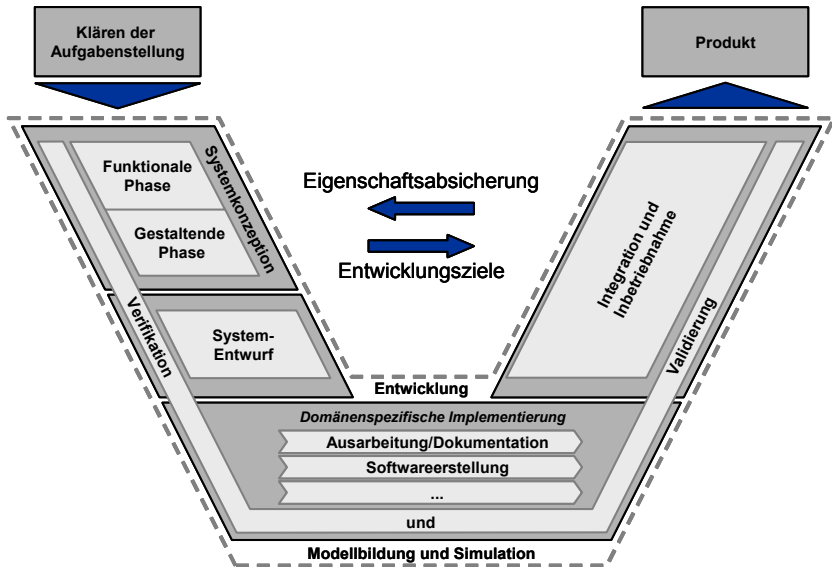 Klären der
Aufgabenstellung
Produkt
Funktionale
Phase
Gestaltende
Phase
Systemkonzeption
Eigenschaftsabsicherung
Entwicklungsziele
Integration und
Inbetriebnahme
Verifikation
System-
Entwurf
Validierung
Entwicklung
Domänenspezifische Implementierung
Ausarbeitung/Dokumentation
Softwareerstellung
...
und
Modellbildung und Simulation